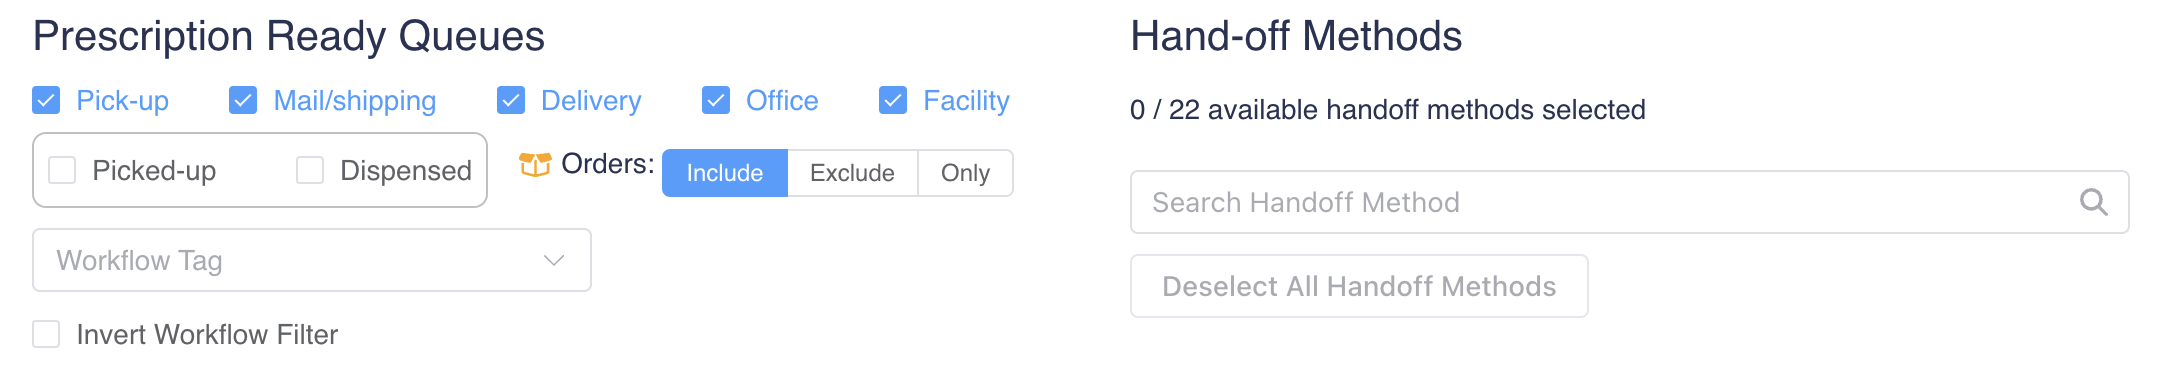 Prescription Ready Queues
Pick-up Mail/shipping Delivery Office Facility
Picked-up Dispensed Orders: Include Exclude Only
Workflow Tag
Invert Workflow Filter
Hand-off Methods
0 / 22 available handoff methods selected
Search Handoff Method
Deselect All Handoff Methods